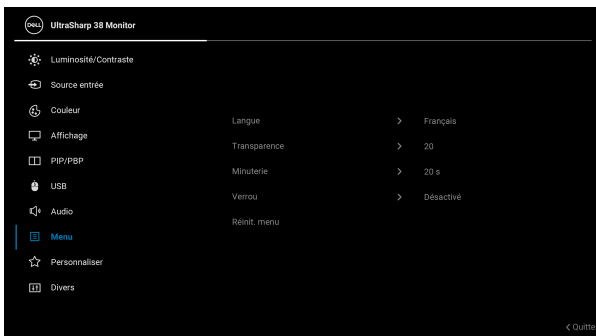 DELL UltraSharp 38 Monitor
Luminosité/Contraste
Source entrée
Couleur
Affichage
PIP/PBP
USB
Audio
Menu
Personnaliser
Divers
Langue Français
Transparence 20
Minuterie 20 s
Verrou Désactivé
Réinit. menu
Quitte